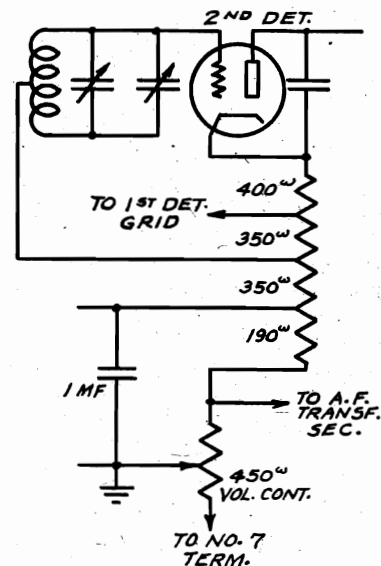 2ND DET.
400ω
TO 1ST DET.
GRID
350ω
350ω
190ω
1 MF
TO A.F.
TRANSF.
SEC.
450ω
VOL. CONT.
TO NO. 7
TERM.